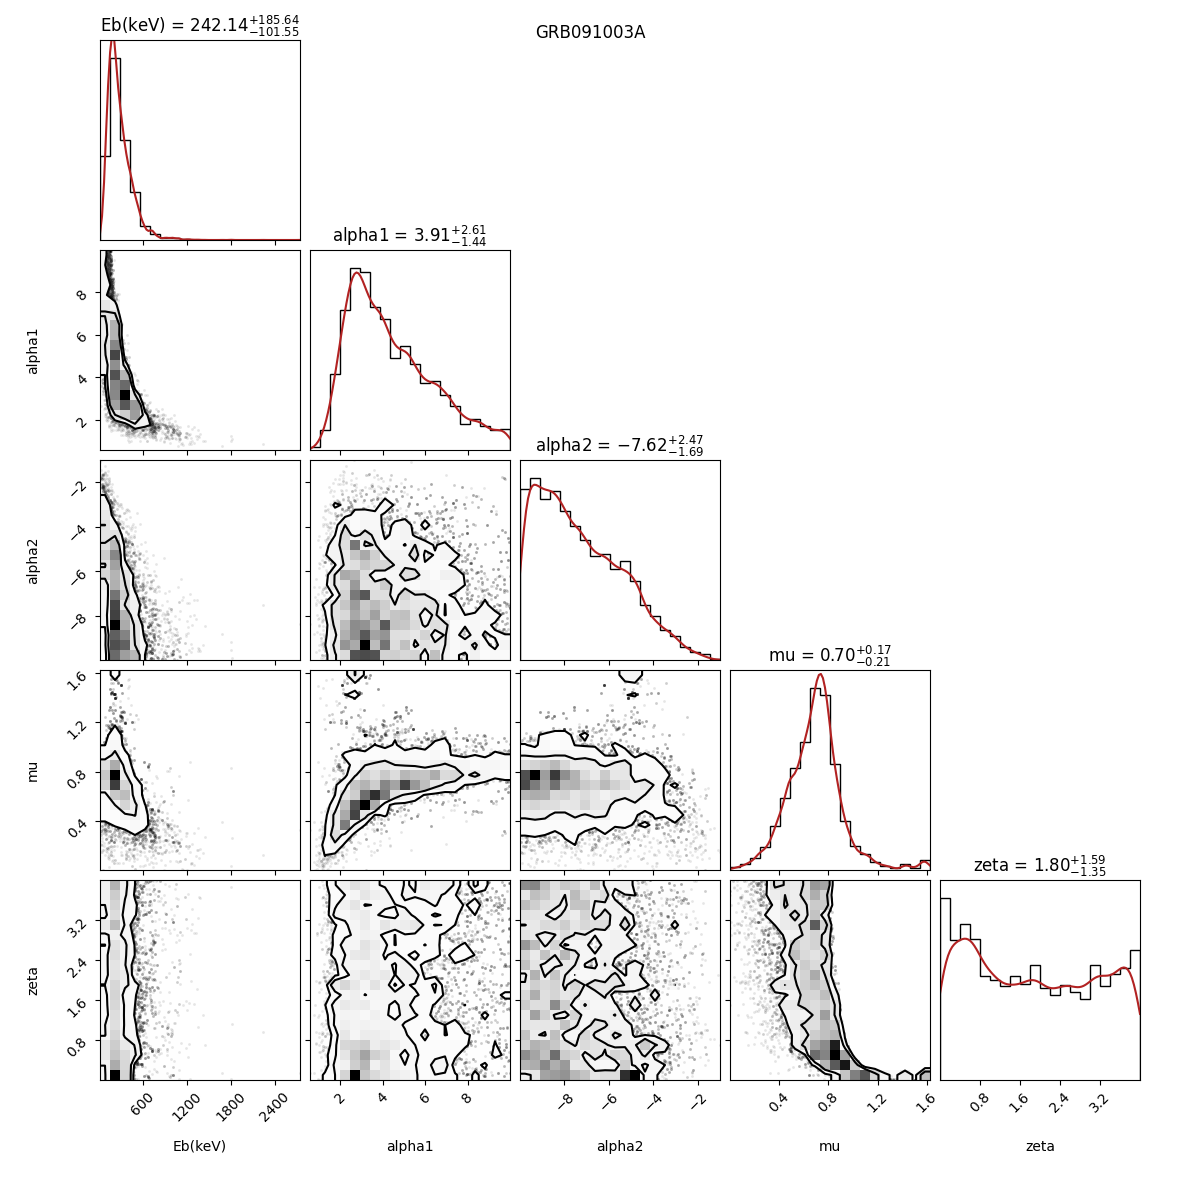 GRB091003A
Eb(keV) = 242.14+185.64−101.55
alpha1 = 3.91+2.61−1.44
alpha2 = −7.62+2.47−1.69
mu = 0.70+0.17−0.21
zeta = 1.80+1.59−1.35
alpha1
8
6
4
2
alpha2
−2
−4
−6
−8
mu
1.6
1.2
0.8
0.4
zeta
3.2
2.4
1.6
0.8
600 1200 1800 2400
2 4 6 8
−8 −6 −4 −2
0.4 0.8 1.2 1.6
0.8 1.6 2.4 3.2
Eb(keV) alpha1 alpha2 mu zeta